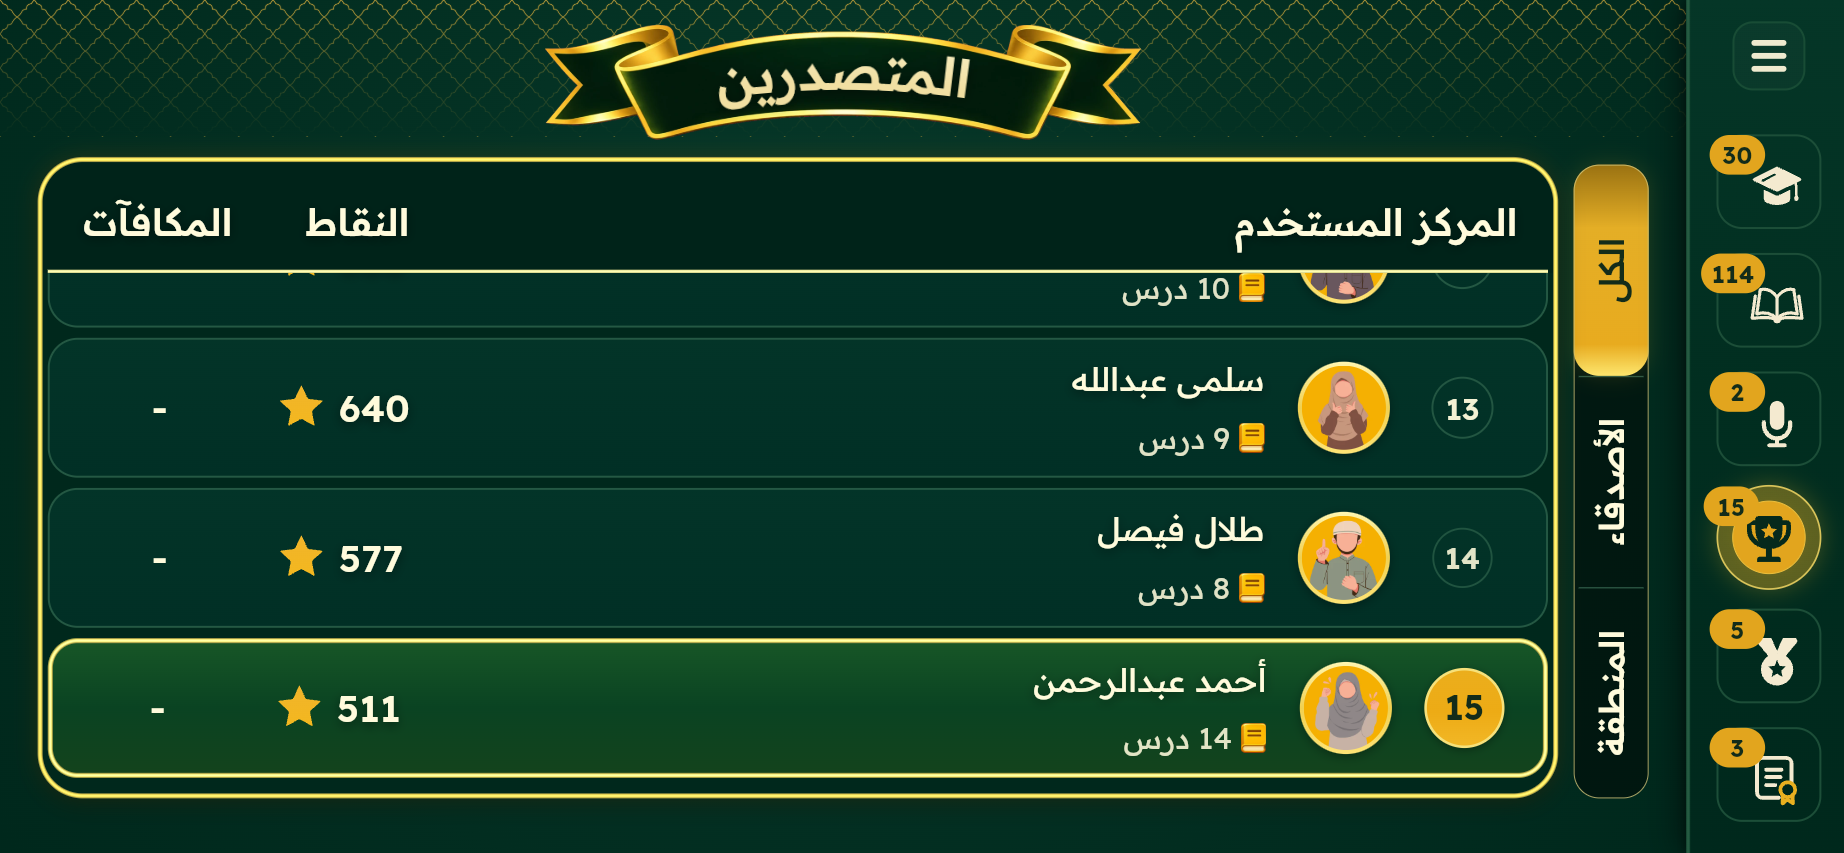 المتصدرين
30
114
2
15
5
3
الكل
الأصدقاء
المنطقة
المركز المستخدم النقاط المكافآت
10 درس
13 سلمى عبدالله 640 -
9 درس
14 طلال فيصل 577 -
8 درس
15 أحمد عبدالرحمن 511 -
14 درس